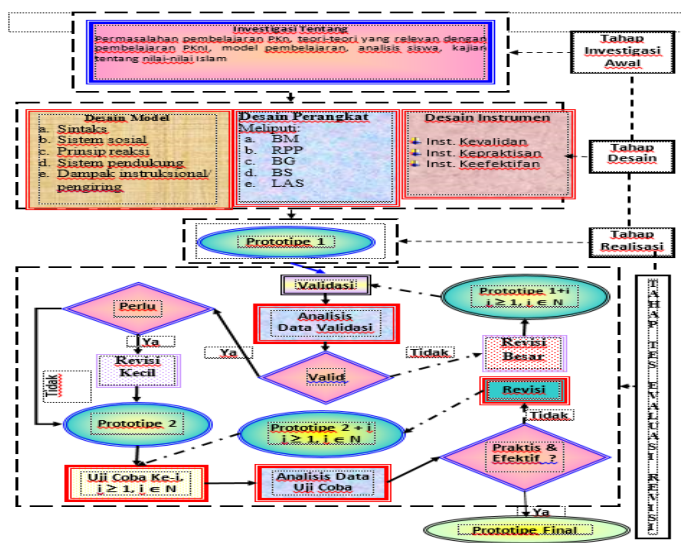 Investigasi Tentang
Permasalahan pembelajaran PKn, teori-teori yang relevan dengan
pembelajaran PKnI, model pembelajaran, analisis siswa, kajian
tentang nilai-nilai Islam
Tahap
Investigasi
Awal
Desain Model
a. Sintaks
b. Sistem sosial
c. Prinsip reaksi
d. Sistem pendukung
e. Dampak instruksional/
pengiring
Desain Perangkat
Meliputi:
a. BM
b. RPP
c. BG
d. BS
e. LAS
Desain Instrumen
Inst. Kevalidan
Inst. Kepraktisan
Inst. Keefektifan
Tahap
Desain
Prototipe 1
Tahap
Realisasi
Validasi
Prototipe 1+i
i ≥ 1, i ∈ N
Perlu
Analisis
Data Validasi
Ya
Revisi
Kecil
Ya
Valid
Tidak
Revisi
Besar
Tidak
Revisi
Prototipe 2
Prototipe 2 + i
i ≥ 1, i ∈ N
Tidak
Praktis &
Efektif ?
Uji Coba Ke-i,
i ≥ 1, i ∈ N
Analisis Data
Uji Coba
Ya
Prototipe Final
TAHAP TES EVALUASI REVISI